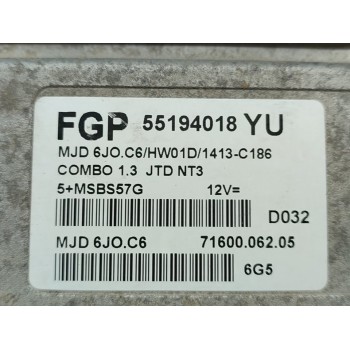 FGP 55194018 YU
MJD 6JO.C6/HW01D/1413-C186
COMBO 1.3 JTD NT3
5+MSBS57G 12V=
D032
MJD 6JO.C6 71600.062.05
6G5